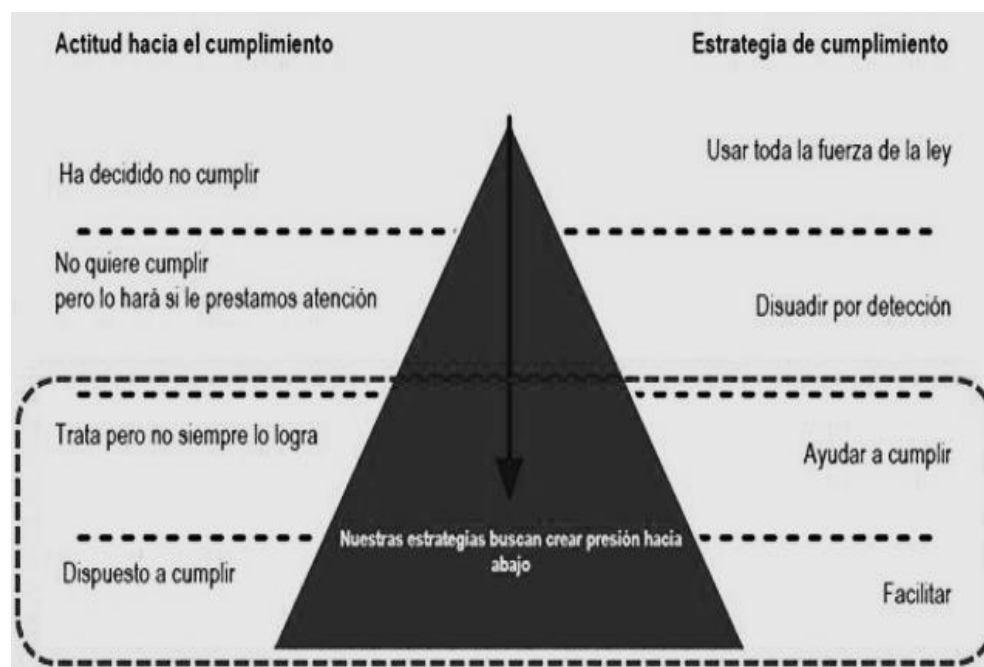 Actitud hacia el cumplimiento
Estrategia de cumplimiento
Ha decidido no cumplir
Usar toda la fuerza de la ley
No quiere cumplir
pero lo hará si le prestamos atención
Disuadir por detección
Trata pero no siempre lo logra
Ayudar a cumplir
Nuestras estrategias buscan crear presión hacia
abajo
Dispuesto a cumplir
Facilitar